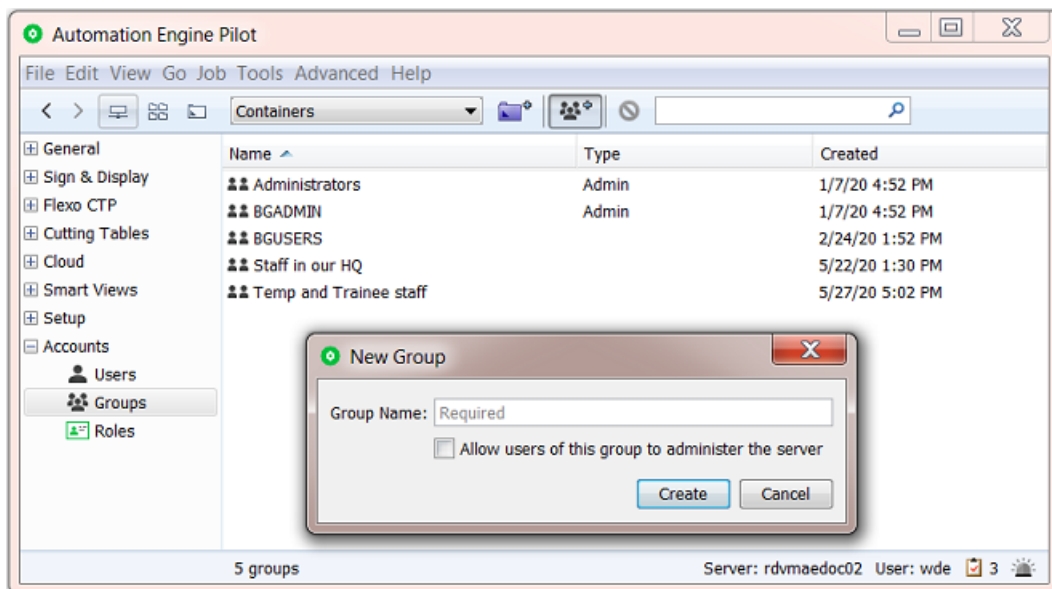 Automation Engine Pilot
File Edit View Go Job Tools Advanced Help
Containers
General
Sign & Display
Flexo CTP
Cutting Tables
Cloud
Smart Views
Setup
Accounts
Users
Groups
Roles
Name Type Created
Administrators Admin 1/7/20 4:52 PM
BGADMIN Admin 1/7/20 4:52 PM
BGUSERS 2/24/20 1:52 PM
Staff in our HQ 5/22/20 1:30 PM
Temp and Trainee staff 5/27/20 5:02 PM
New Group
Group Name: Required
Allow users of this group to administer the server
Create Cancel
5 groups Server: rdvmaedoc02 User: wde 3